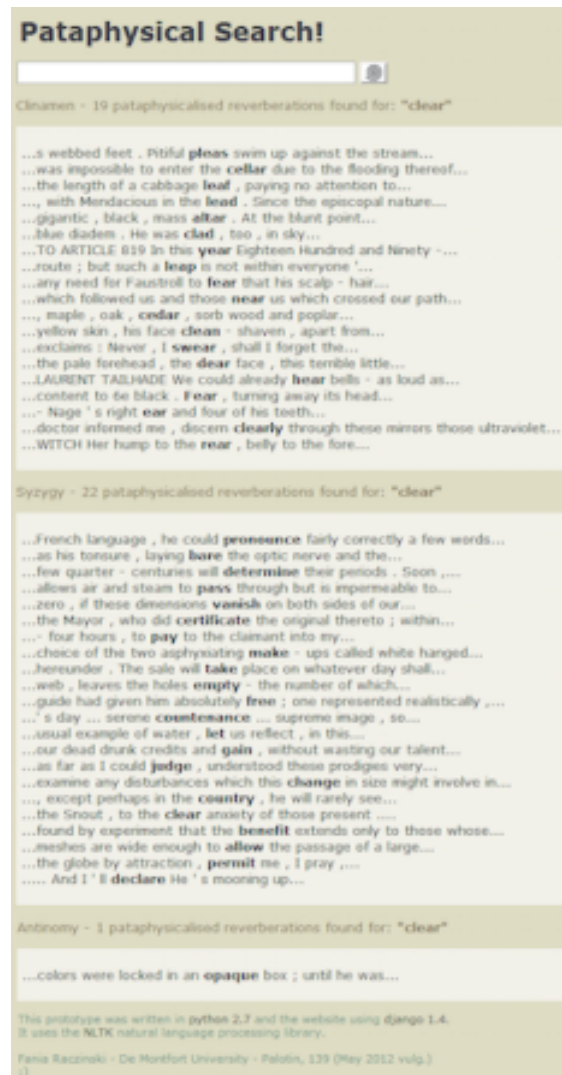 Pataphysical Search!
Clinamen - 19 pataphysicalised reverberations found for: "clear"
...s webbed feet . Pitiful pleas swim up against the stream...
...was impossible to enter the cellar due to the flooding thereof...
...the length of a cabbage leaf , paying no attention to...
..., with Mendacious in the lead . Since the episcopal nature...
...gigantic , black , mass altar . At the blunt point...
...blue diadem . He was clad , too , in sky...
...TO ARTICLE 819 In this year Eighteen Hundred and Ninety -...
...route ; but such a leap is not within everyone '...
...any need for Faustroll to fear that his scalp - hair...
...which followed us and those near us which crossed our path...
..., maple , oak , cedar , sorb wood and poplar...
...yellow skin , his face clean - shaven , apart from...
...exclaims : Never , I swear , shall I forget the...
...the pale forehead , the dear face , this terrible little...
...LAURENT TAILHADE We could already hear bells - as loud as...
...content to 6e black . Fear , turning away its head...
...- Nage ' s right ear and four of his teeth...
...doctor informed me , discern clearly through these mirrors those ultraviolet...
...WITCH Her hump to the rear , belly to the fore....
Syzygy - 22 pataphysicalised reverberations found for: "clear"
...French language , he could pronounce fairly correctly a few words...
...as his tonsure , laying bare the optic nerve and the...
...few quarter - centuries will determine their periods . Soon ,....
...allows air and steam to pass through but is impermeable to...
...zero , if these dimensions vanish on both sides of our...
...the Mayor , who did certificate the original thereto ; within...
...- four hours , to pay to the claimant into my...
...choice of the two asphyxiating make - ups called white hanged...
...hereunder . The sale will take place on whatever day shall...
...web , leaves the holes empty - the number of which...
...guide had given him absolutely free ; one represented realistically ,...
...' s day ... serene countenance ... supreme image , so...
...usual example of water , let us reflect , in this...
...our dead drunk credits and gain , without wasting our talent...
...as far as I could judge , understood these prodigies very...
...examine any disturbances which this change in size might involve in....
..., except perhaps in the country , he will rarely see...
...the Snout , to the clear anxiety of those present .....
...found by experiment that the benefit extends only to those whose....
...meshes are wide enough to allow the passage of a large....
...the globe by attraction , permit me , I pray ,....
..... And I ' ll declare He ' s mooning up...
Antinomy - 1 pataphysicalised reverberations found for: "clear"
...colors were locked in an opaque box ; until he was...
This prototype was written in python 2.7 and the website using django 1.4.
It uses the NLTK natural language processing library.
Fania Raczinski - De Montfort University - Palotin, 139 (May 2012 vulg.)
:)